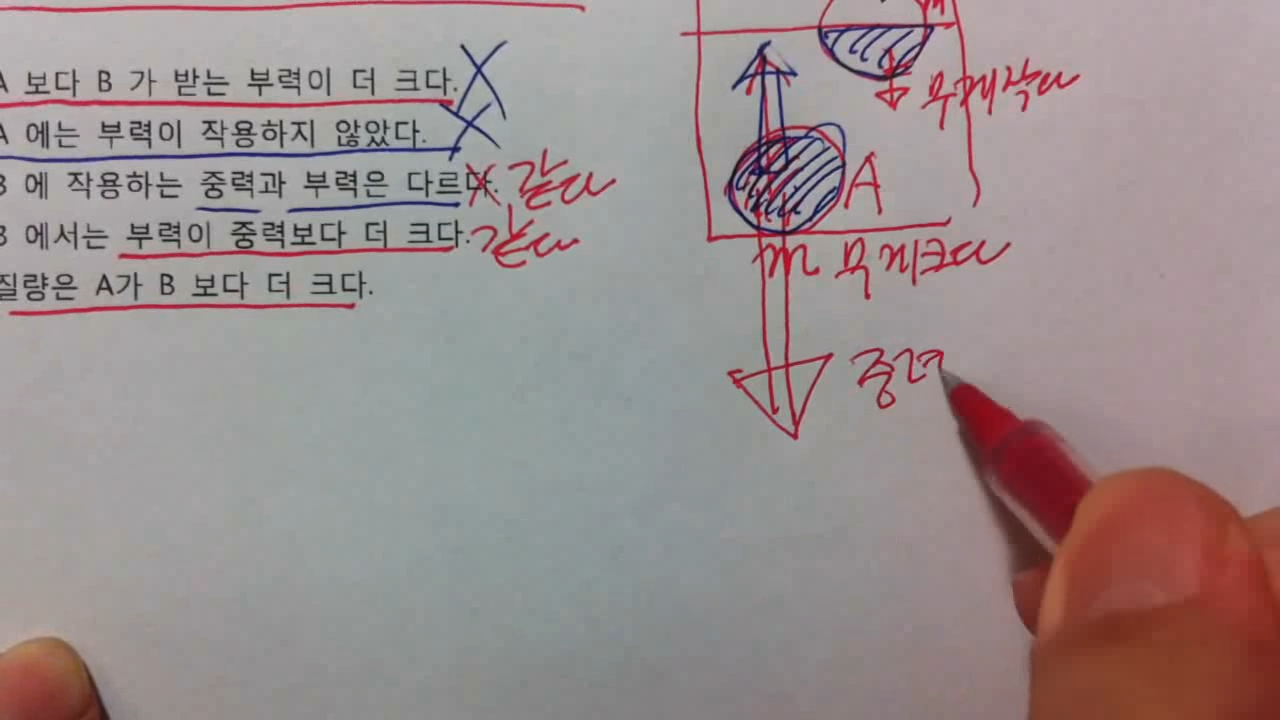 A 보다 B 가 받는 부력이 더 크다. X
A 에는 부력이 작용하지 않았다. X
B 에 작용하는 중력과 부력은 다르다. X 같다
B 에서는 부력이 중력보다 더 크다. 같다
질량은 A가 B 보다 더 크다.
m
무게작다
A
m 무게크다
중려